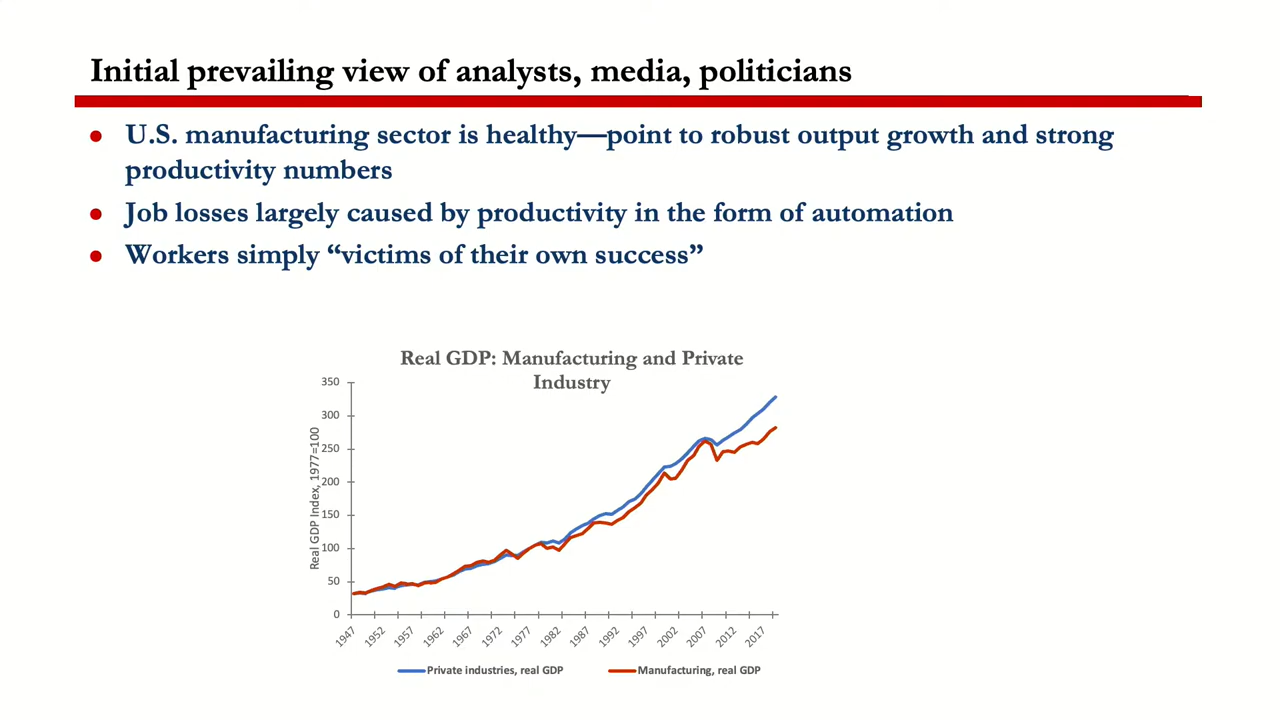 Initial prevailing view of analysts, media, politicians
● U.S. manufacturing sector is healthy—point to robust output growth and strong
productivity numbers
● Job losses largely caused by productivity in the form of automation
● Workers simply “victims of their own success”
Real GDP: Manufacturing and Private
Industry
Real GDP Index, 1977=100
350
300
250
200
150
100
50
0
1947 1952 1957 1962 1967 1972 1977 1982 1987 1992 1997 2002 2007 2012 2017
Private industries, real GDP Manufacturing, real GDP